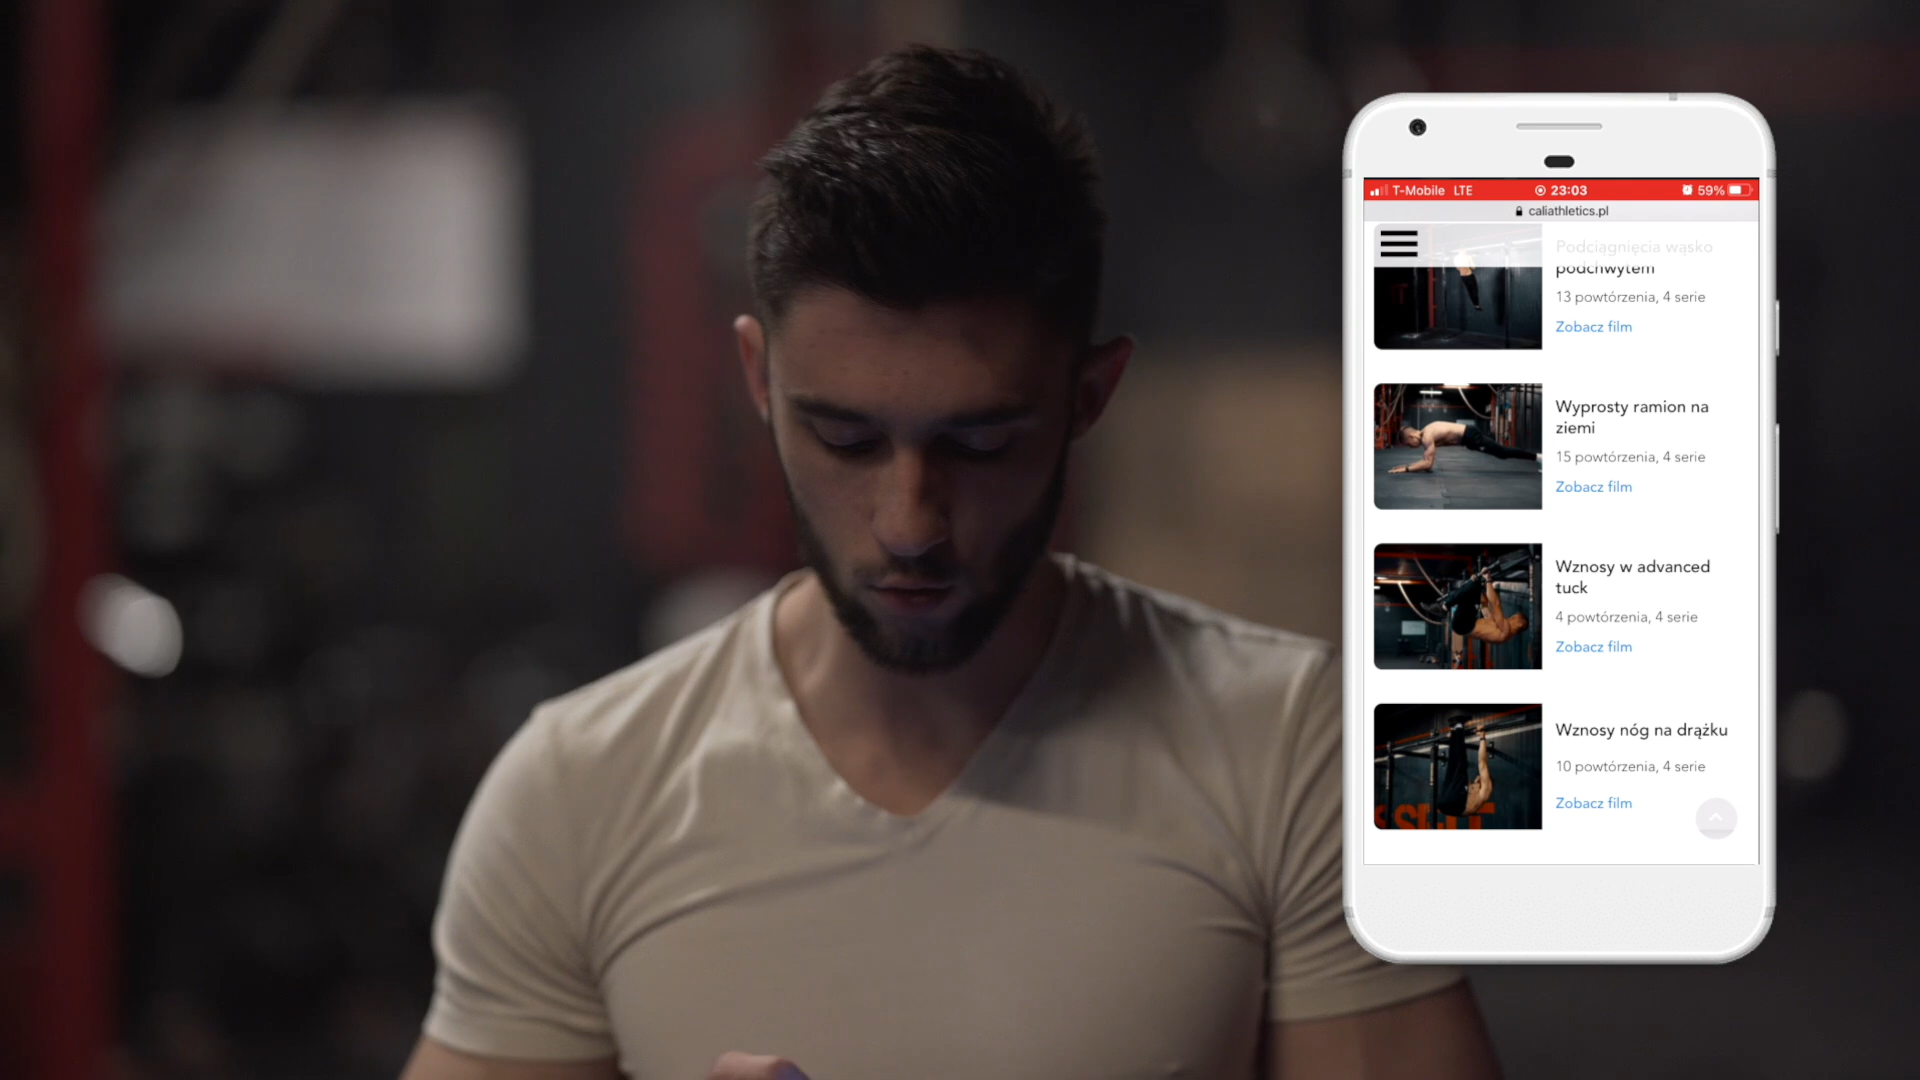 T-Mobile LTE 23:03 59%
caliathletics.pl
Podciągnięcia wąsko
podchwytem
13 powtórzenia, 4 serie
Zobacz film
Wyprosty ramion na
ziemi
15 powtórzenia, 4 serie
Zobacz film
Wznosy w advanced
tuck
4 powtórzenia, 4 serie
Zobacz film
Wznosy nóg na drążku
10 powtórzenia, 4 serie
Zobacz film